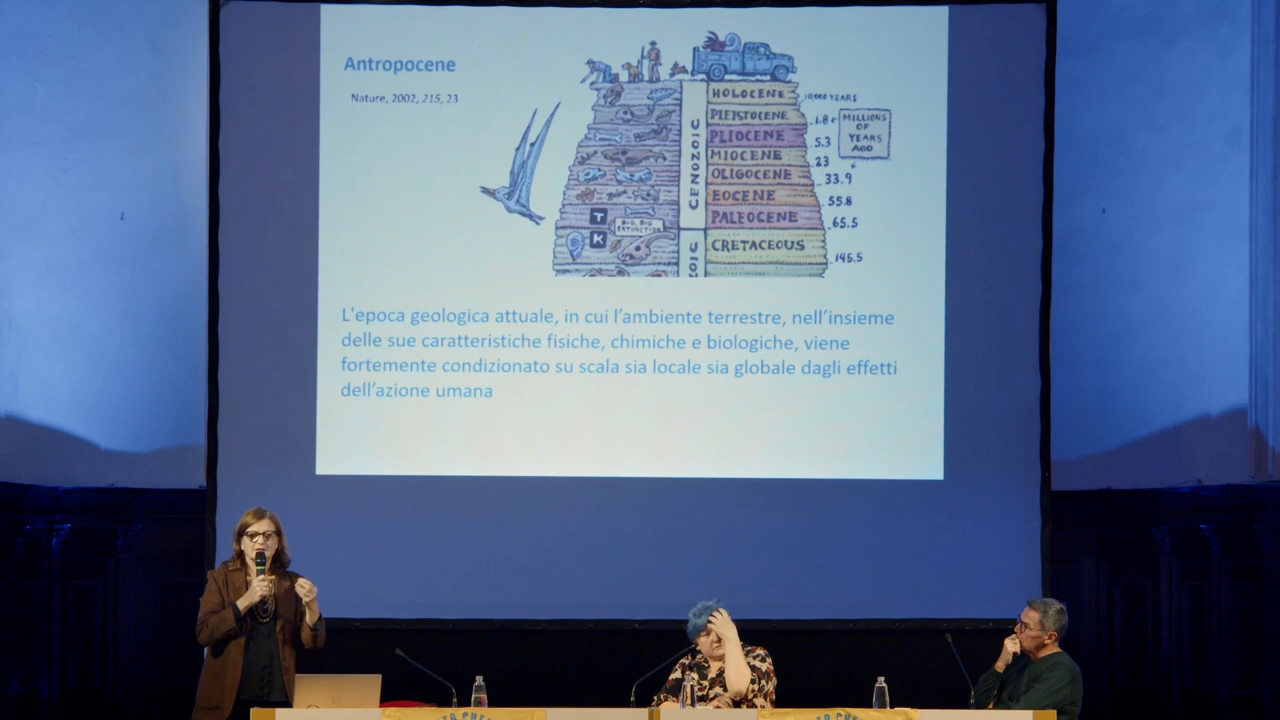 Antropocene
Nature, 2002, 215, 23
HOLOCENE
10,000 YEARS
PLEISTOCENE
1.8
MILLIONS
OF
YEARS
AGO
PLIOCENE
5.3
MIOCENE
23
OLIGOCENE
33.9
EOCENE
55.8
PALEOCENE
65.5
CRETACEOUS
145.5
CENOZOIC
ZOIC
T
K
BIG, BIG
EXTINCTION
L'epoca geologica attuale, in cui l'ambiente terrestre, nell'insieme
delle sue caratteristiche fisiche, chimiche e biologiche, viene
fortemente condizionato su scala sia locale sia globale dagli effetti
dell'azione umana